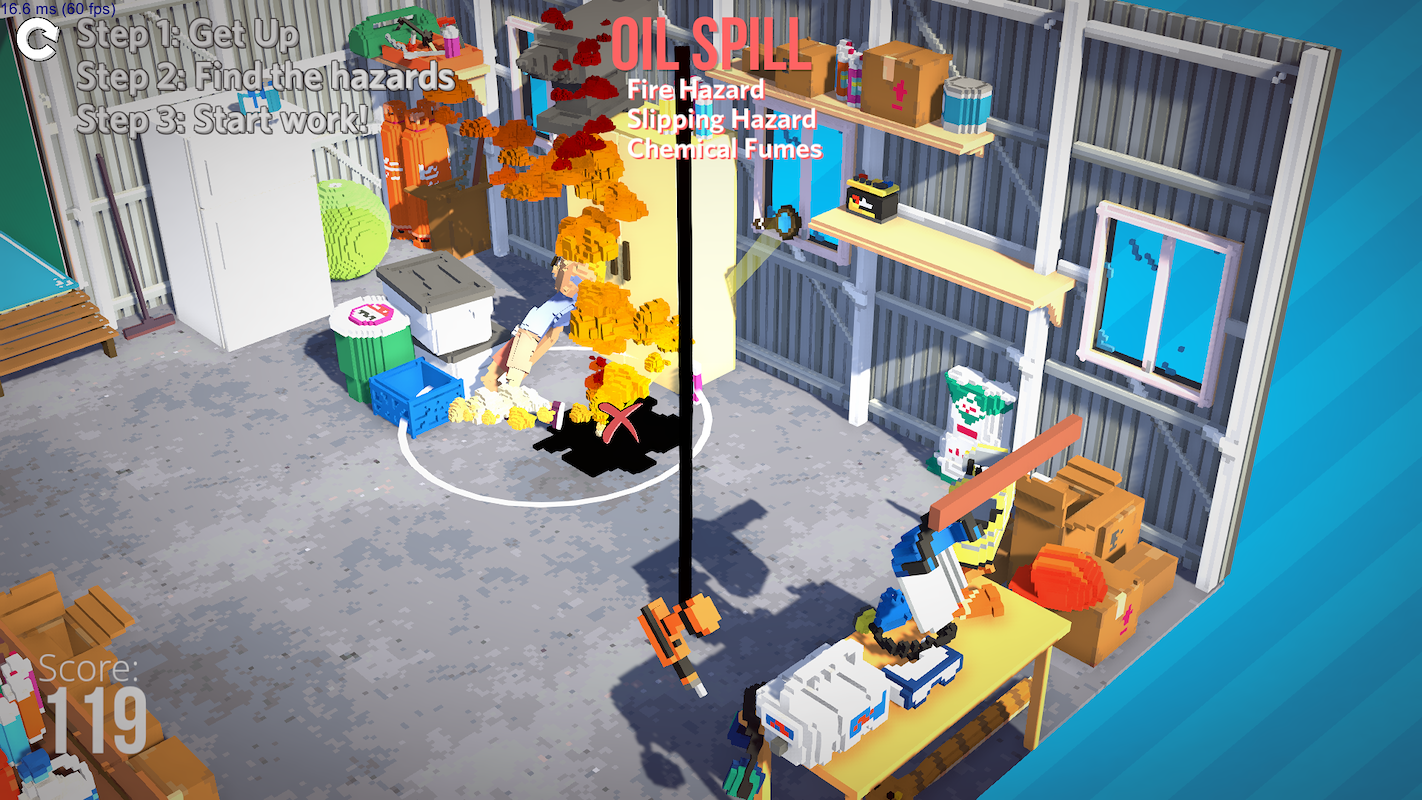 16.6 ms (60 fps)
Step 1: Get Up
Step 2: Find the hazards
Step 3: Start work!
OIL SPILL
Fire Hazard
Slipping Hazard
Chemical Fumes
Score:
119